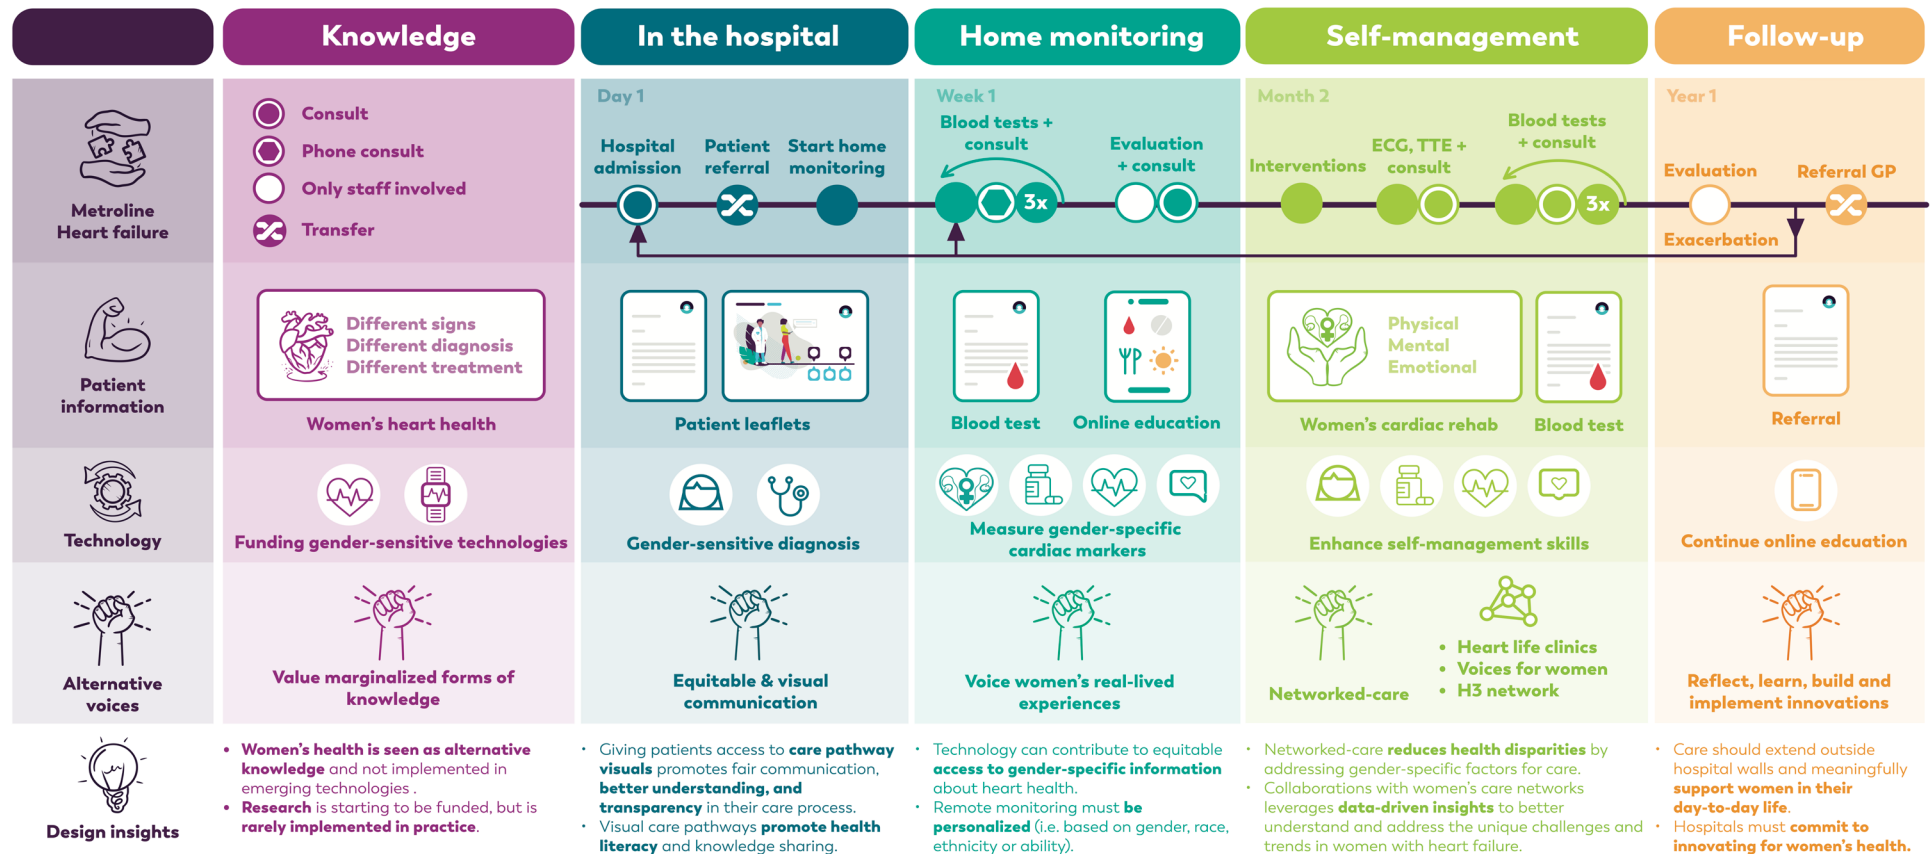 Knowledge
In the hospital
Home monitoring
Self-management
Follow-up
Metroline
Heart failure
Consult
Phone consult
Only staff involved
Transfer
Day 1
Hospital
admission
Patient
referral
Start home
monitoring
Week 1
Blood tests +
consult
3x
Evaluation
+ consult
Month 2
Interventions
ECG, TTE +
consult
Blood tests
+ consult
3x
Year 1
Evaluation
Exacerbation
Referral GP
Patient
information
Different signs
Different diagnosis
Different treatment
Women's heart health
Patient leaflets
Blood test
Online education
Physical
Mental
Emotional
Women's cardiac rehab
Blood test
Referral
Technology
Funding gender-sensitive technologies
Gender-sensitive diagnosis
Measure gender-specific
cardiac markers
Enhance self-management skills
Continue online edcuation
Alternative
voices
Value marginalized forms of
knowledge
Equitable & visual
communication
Voice women's real-lived
experiences
Networked-care
• Heart life clinics
• Voices for women
• H3 network
Reflect, learn, build and
implement innovations
Design insights
• Women's health is seen as alternative
knowledge and not implemented in
emerging technologies .
• Research is starting to be funded, but is
rarely implemented in practice.
• Giving patients access to care pathway
visuals promotes fair communication,
better understanding, and
transparency in their care process.
• Visual care pathways promote health
literacy and knowledge sharing.
• Technology can contribute to equitable
access to gender-specific information
about heart health.
• Remote monitoring must be
personalized (i.e. based on gender, race,
ethnicity or ability).
• Networked-care reduces health disparities by
addressing gender-specific factors for care.
• Collaborations with women's care networks
leverages data-driven insights to better
understand and address the unique challenges and
trends in women with heart failure.
• Care should extend outside
hospital walls and meaningfully
support women in their
day-to-day life.
• Hospitals must commit to
innovating for women's health.